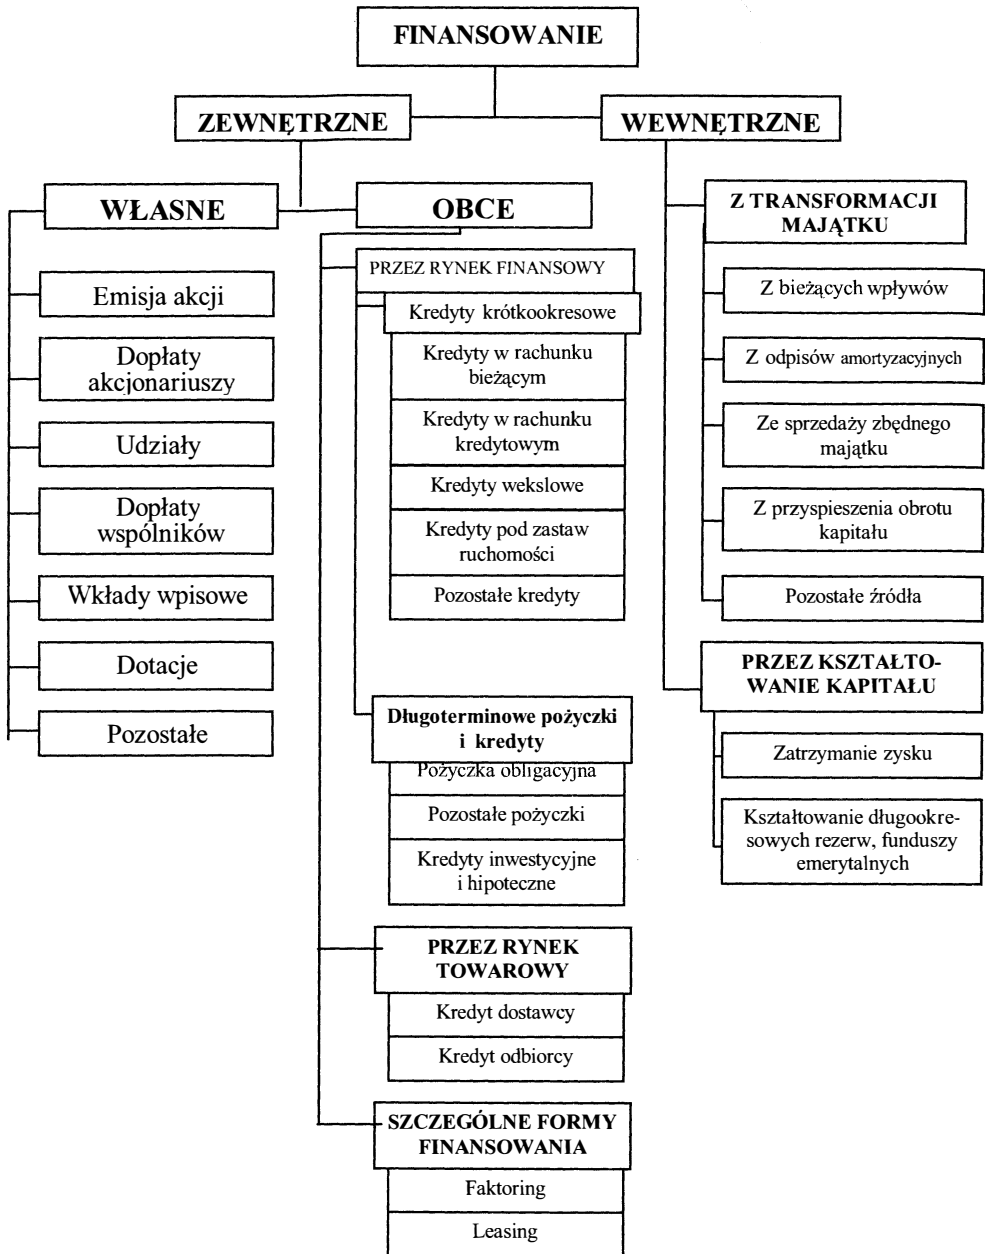 FINANSOWANIE
ZEWNĘTRZNE
WEWNĘTRZNE
WŁASNE
Emisja akcji
Dopłaty
akcjonariuszy
Udziały
Dopłaty
wspólników
Wkłady wpisowe
Dotacje
Pozostałe
OBCE
PRZEZ RYNEK FINANSOWY
Kredyty krótkookresowe
Kredyty w rachunku
bieżącym
Kredyty w rachunku
kredytowym
Kredyty wekslowe
Kredyty pod zastaw
ruchomości
Pozostałe kredyty
Długoterminowe pożyczki
i kredyty
Pożyczka obligacyjna
Pozostałe pożyczki
Kredyty inwestycyjne
i hipoteczne
PRZEZ RYNEK
TOWAROWY
Kredyt dostawcy
Kredyt odbiorcy
SZCZEGÓLNE FORMY
FINANSOWANIA
Faktoring
Leasing
Z TRANSFORMACJI
MAJĄTKU
Z bieżących wpływów
Z odpisów amortyzacyjnych
Ze sprzedaży zbędnego
majątku
Z przyspieszenia obrotu
kapitału
Pozostałe źródła
PRZEZ KSZTAŁTO-
WANIE KAPITAŁU
Zatrzymanie zysku
Kształtowanie długookre-
sowych rezerw, funduszy
emerytalnych